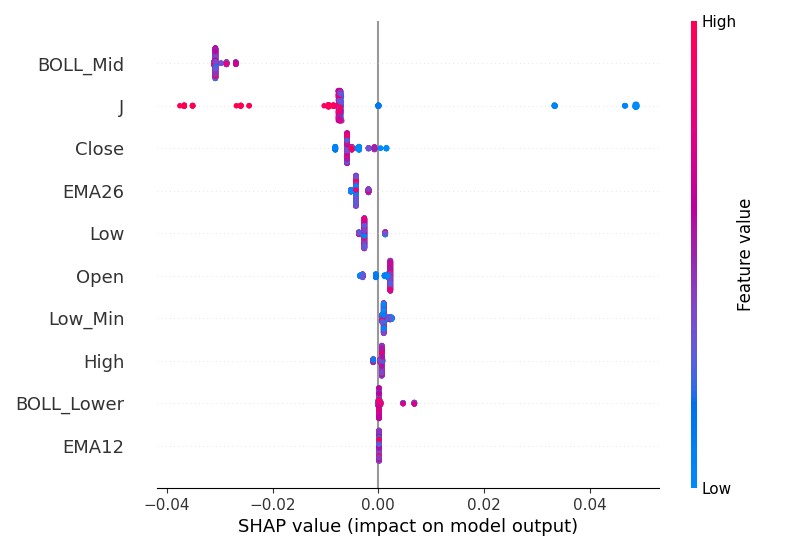 High
BOLL_Mid
J
Close
EMA26
Low
Open
Low_Min
High
BOLL_Lower
EMA12
Feature value
Low
−0.04 −0.02 0.00 0.02 0.04
SHAP value (impact on model output)